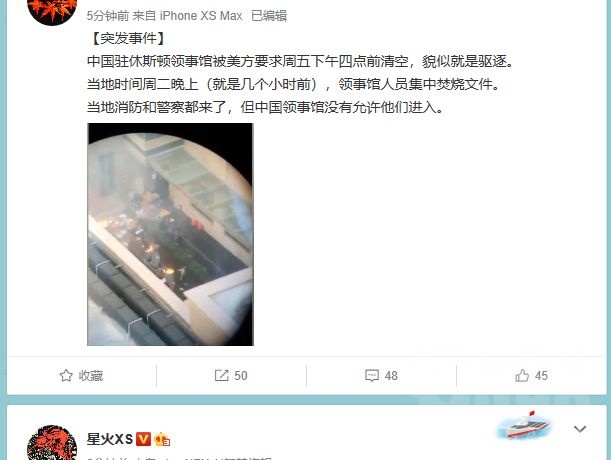 5分钟前 来自 iPhone XS Max 已编辑
【突发事件】
中国驻休斯顿领事馆被美方要求周五下午四点前清空，貌似就是驱逐。
当地时间周二晚上（就是几个小时前），领事馆人员集中焚烧文件。
当地消防和警察都来了，但中国领事馆没有允许他们进入。
收藏 50 48 45
星火XS